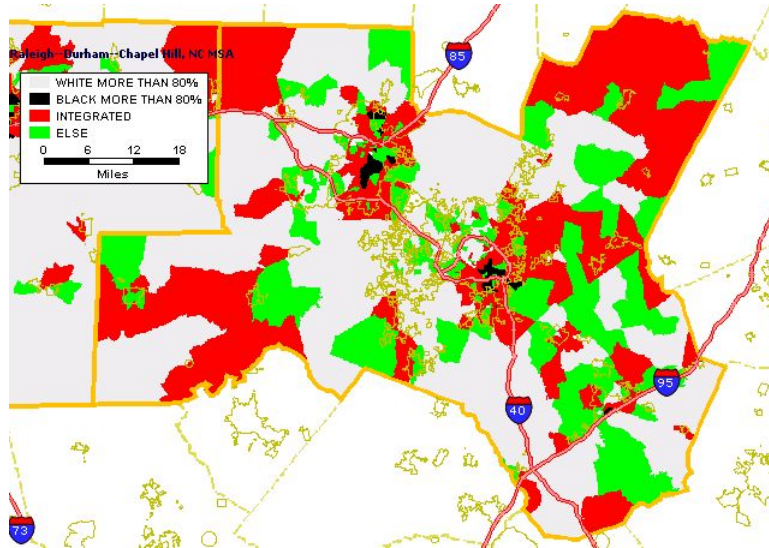 Raleigh--Durham--Chapel Hill, NC MSA
WHITE MORE THAN 80%
BLACK MORE THAN 80%
INTEGRATED
ELSE
0 6 12 18
Miles
85
95
40
73